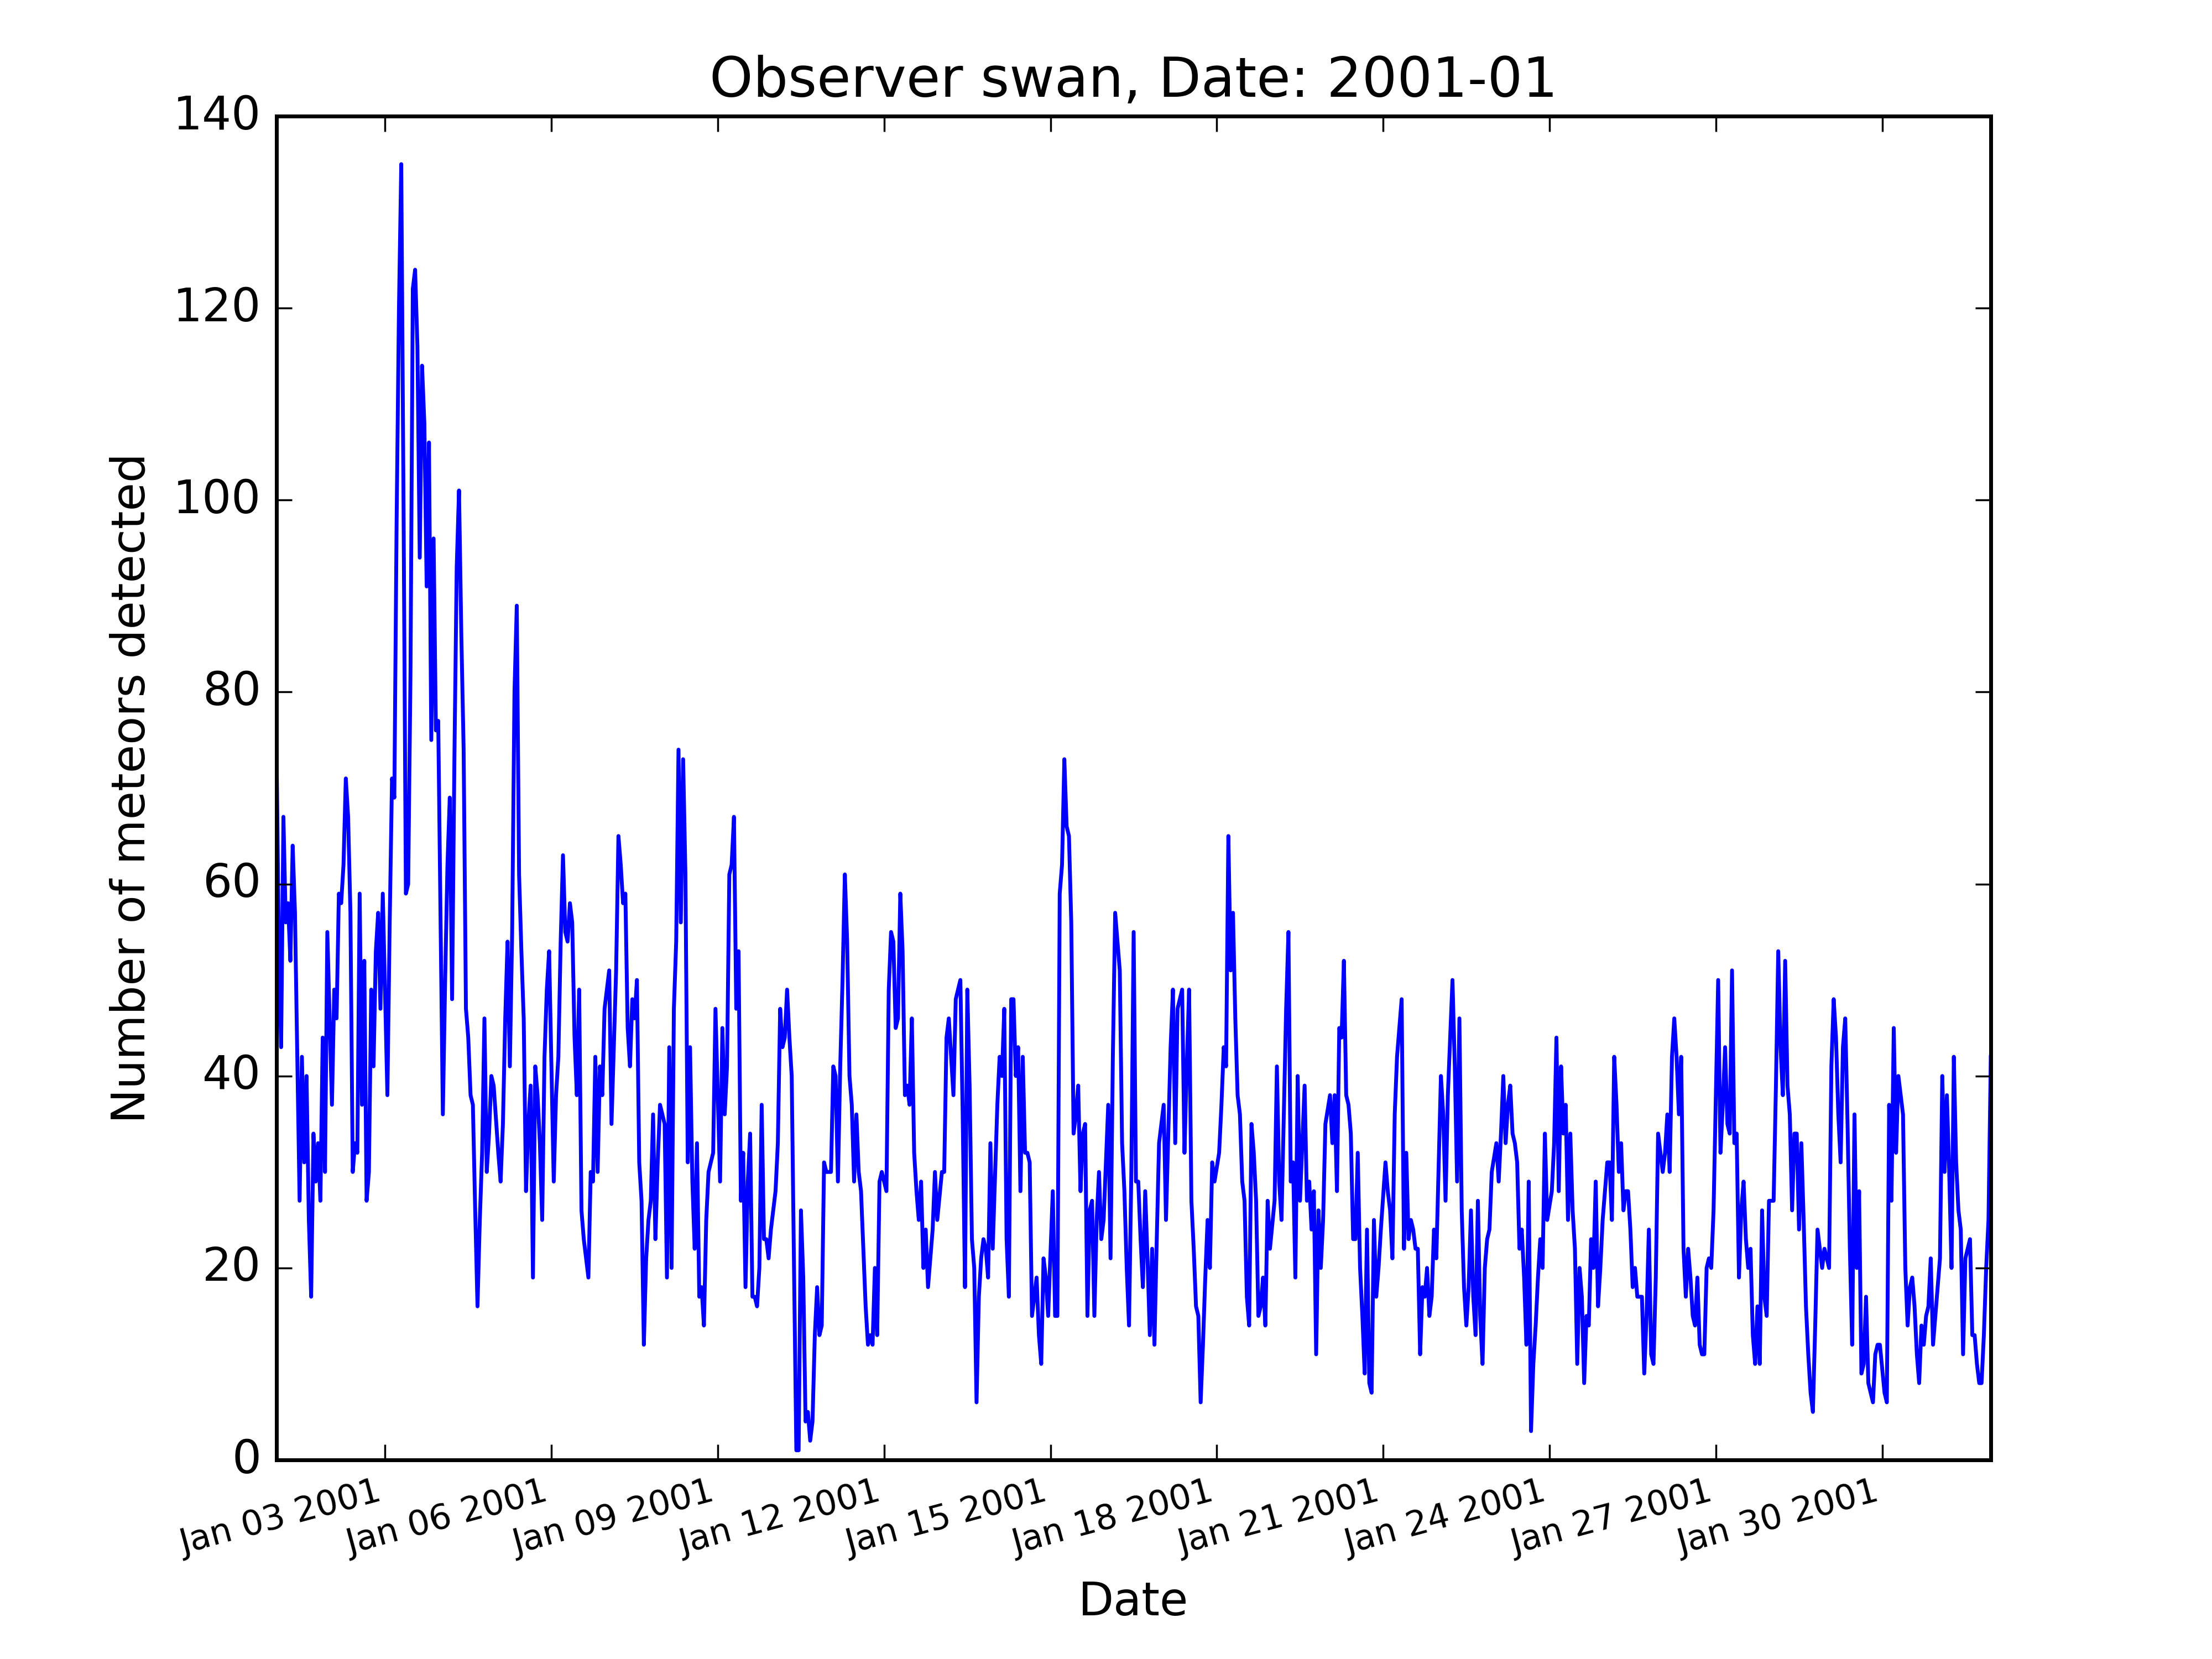 Observer swan, Date: 2001-01
140
120
100
80
60
40
20
0
Number of meteors detected
Jan 03 2001
Jan 06 2001
Jan 09 2001
Jan 12 2001
Jan 15 2001
Jan 18 2001
Jan 21 2001
Jan 24 2001
Jan 27 2001
Jan 30 2001
Date